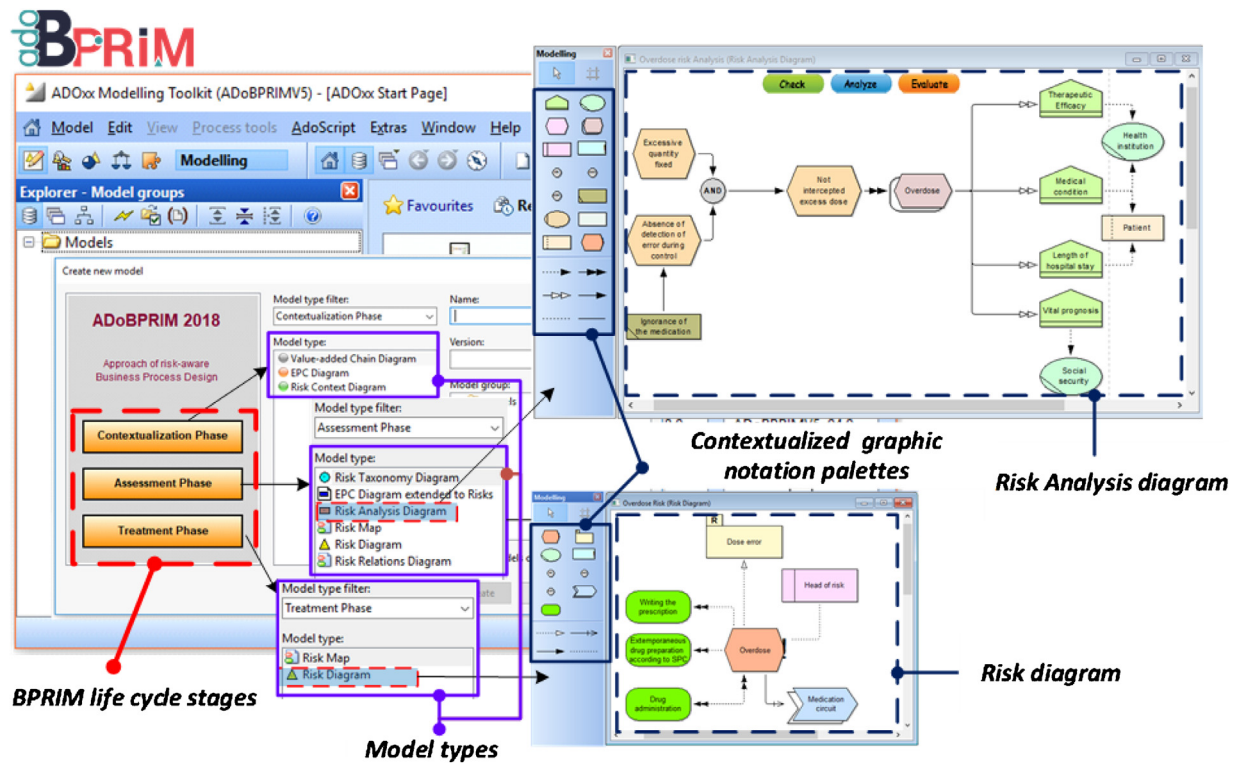 ado
BPRiM
ADOxx Modelling Toolkit (ADoBPRIMV5) - [ADOxx Start Page]
Model Edit View Process tools AdoScript Extras Window Help
Modelling
Explorer - Model groups
Models
Favourites
Create new model
ADoBPRIM 2018
Approach of risk-aware
Business Process Design
Contextualization Phase
Assessment Phase
Treatment Phase
BPRIM life cycle stages
Model type filter:
Contextualization Phase
Name:
Model type:
Value-added Chain Diagram
EPC Diagram
Risk Context Diagram
Version:
Model group:
Model type filter:
Assessment Phase
Model type:
Risk Taxonomy Diagram
EPC Diagram extended to Risks
Risk Analysis Diagram
Risk Map
Risk Diagram
Risk Relations Diagram
Model type filter:
Treatment Phase
Model type:
Risk Map
Risk Diagram
Model types
Modelling
Overdose risk Analysis (Risk Analysis Diagram)
Check
Analyze
Evaluate
Excessive
quantity
fixed
Absence of
detection of
error during
control
Ignorance of
the medication
AND
Not
intercepted
excess dose
Overdose
Therapeutic
Efficacy
Health
institution
Medical
condition
Patient
Length of
hospital stay
Vital prognosis
Social
security
Contextualized graphic
notation palettes
Risk Analysis diagram
Modelling
Overdose Risk (Risk Diagram)
R
Dose error
Head of risk
Writing the
prescription
Extemporaneous
drug preparation
according to SPC
Drug
administration
Overdose
Medication
circuit
Risk diagram